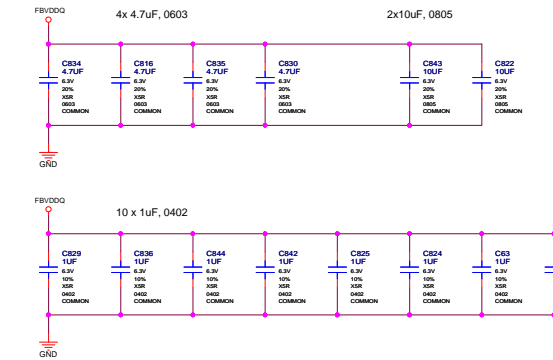 FBVDDQ
4x 4.7uF, 0603
2x10uF, 0805
C834
4.7UF
6.3V
20%
X5R
0603
COMMON
C816
4.7UF
6.3V
20%
X5R
0603
COMMON
C835
4.7UF
6.3V
20%
X5R
0603
COMMON
C830
4.7UF
6.3V
20%
X5R
0603
COMMON
C843
10UF
6.3V
20%
X5R
0805
COMMON
C822
10UF
6.3V
20%
X5R
0805
COMMON
GND
FBVDDQ
10 x 1uF, 0402
C829
1UF
6.3V
10%
X5R
0402
COMMON
C836
1UF
6.3V
10%
X5R
0402
COMMON
C844
1UF
6.3V
10%
X5R
0402
COMMON
C842
1UF
6.3V
10%
X5R
0402
COMMON
C825
1UF
6.3V
10%
X5R
0402
COMMON
C824
1UF
6.3V
10%
X5R
0402
COMMON
C63
1UF
6.3V
10%
X5R
0402
COMMON
GND